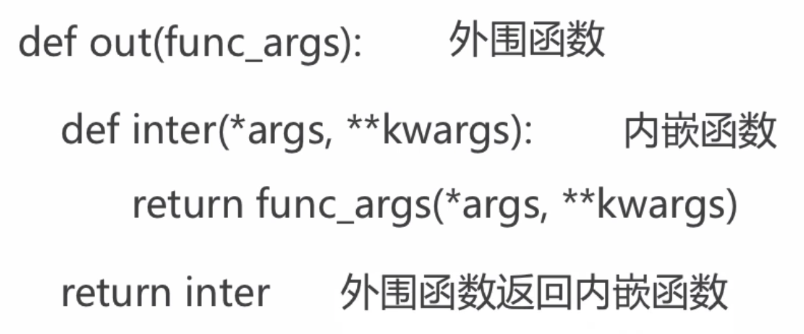 def out(func_args): 外围函数
def inter(*args, **kwargs): 内嵌函数
return func_args(*args, **kwargs)
return inter 外围函数返回内嵌函数